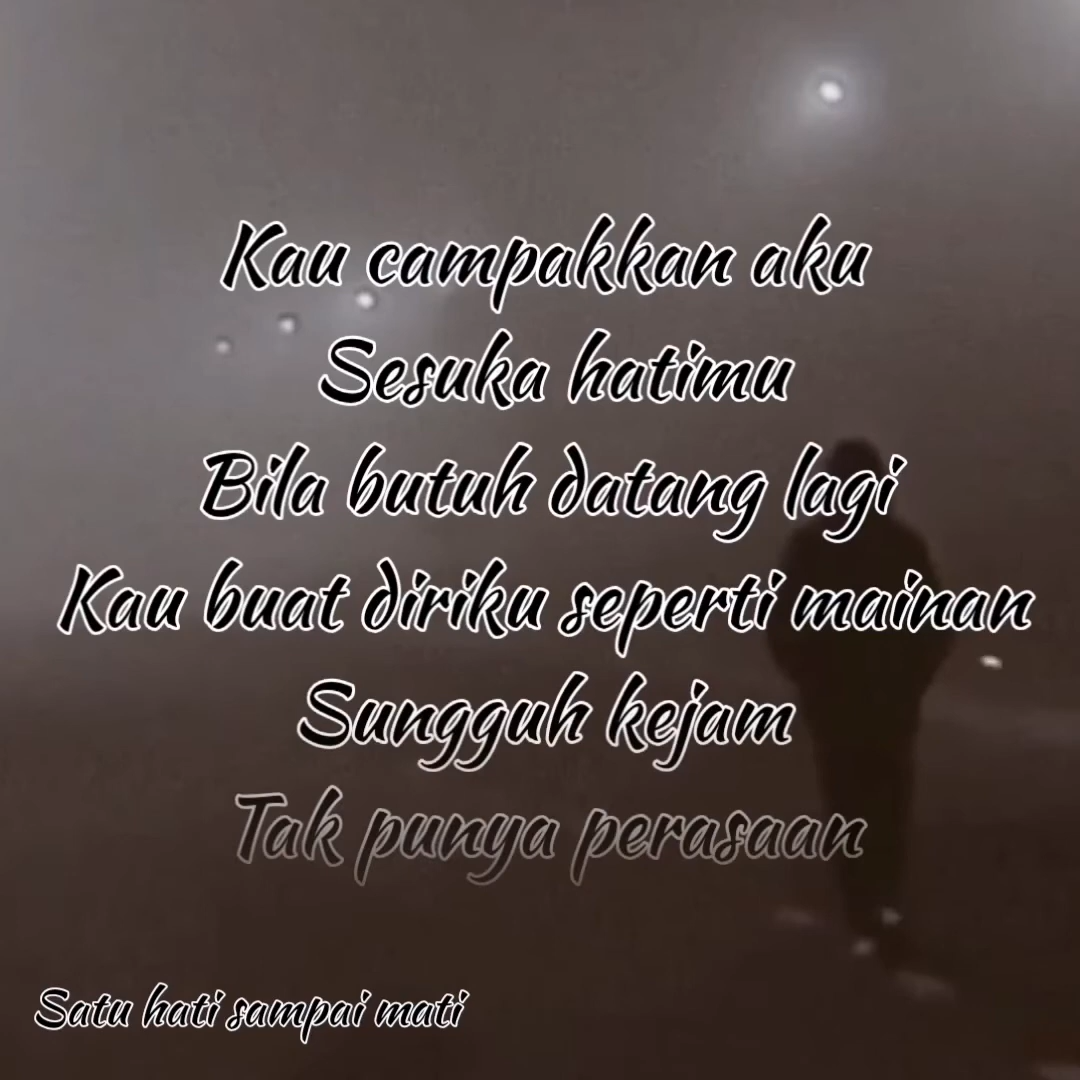 Kau campakkan aku
Sesuka hatimu
Bila butuh datang lagi
Kau buat diriku seperti mainan
Sungguh kejam
Tak punya perasaan
Satu hati sampai mati